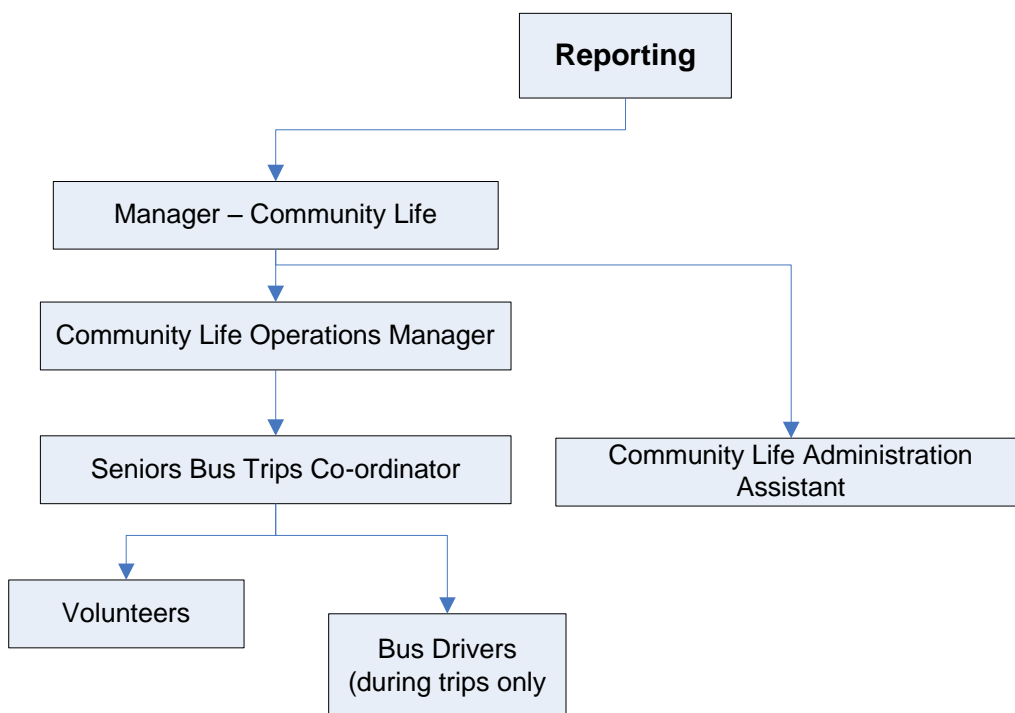 Reporting
Manager – Community Life
Community Life Operations Manager
Seniors Bus Trips Co-ordinator
Community Life Administration
Assistant
Volunteers
Bus Drivers
(during trips only